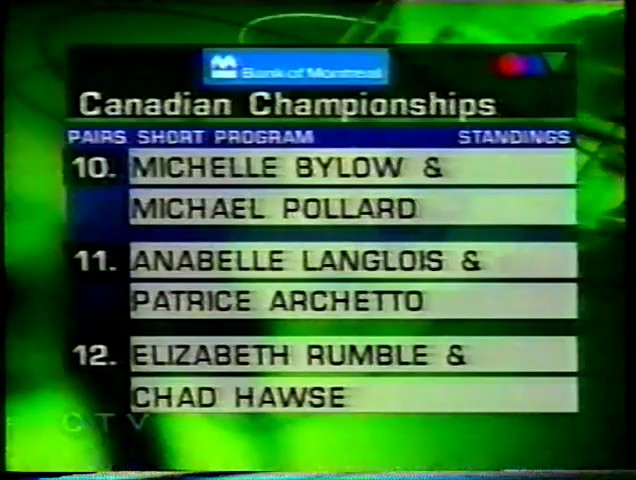 Bank of Montreal
CTV
Canadian Championships
PAIRS SHORT PROGRAM STANDINGS
10. MICHELLE BYLOW &
MICHAEL POLLARD
11. ANABELLE LANGLOIS &
PATRICE ARCHETTO
12. ELIZABETH RUMBLE &
CHAD HAWSE
CTV